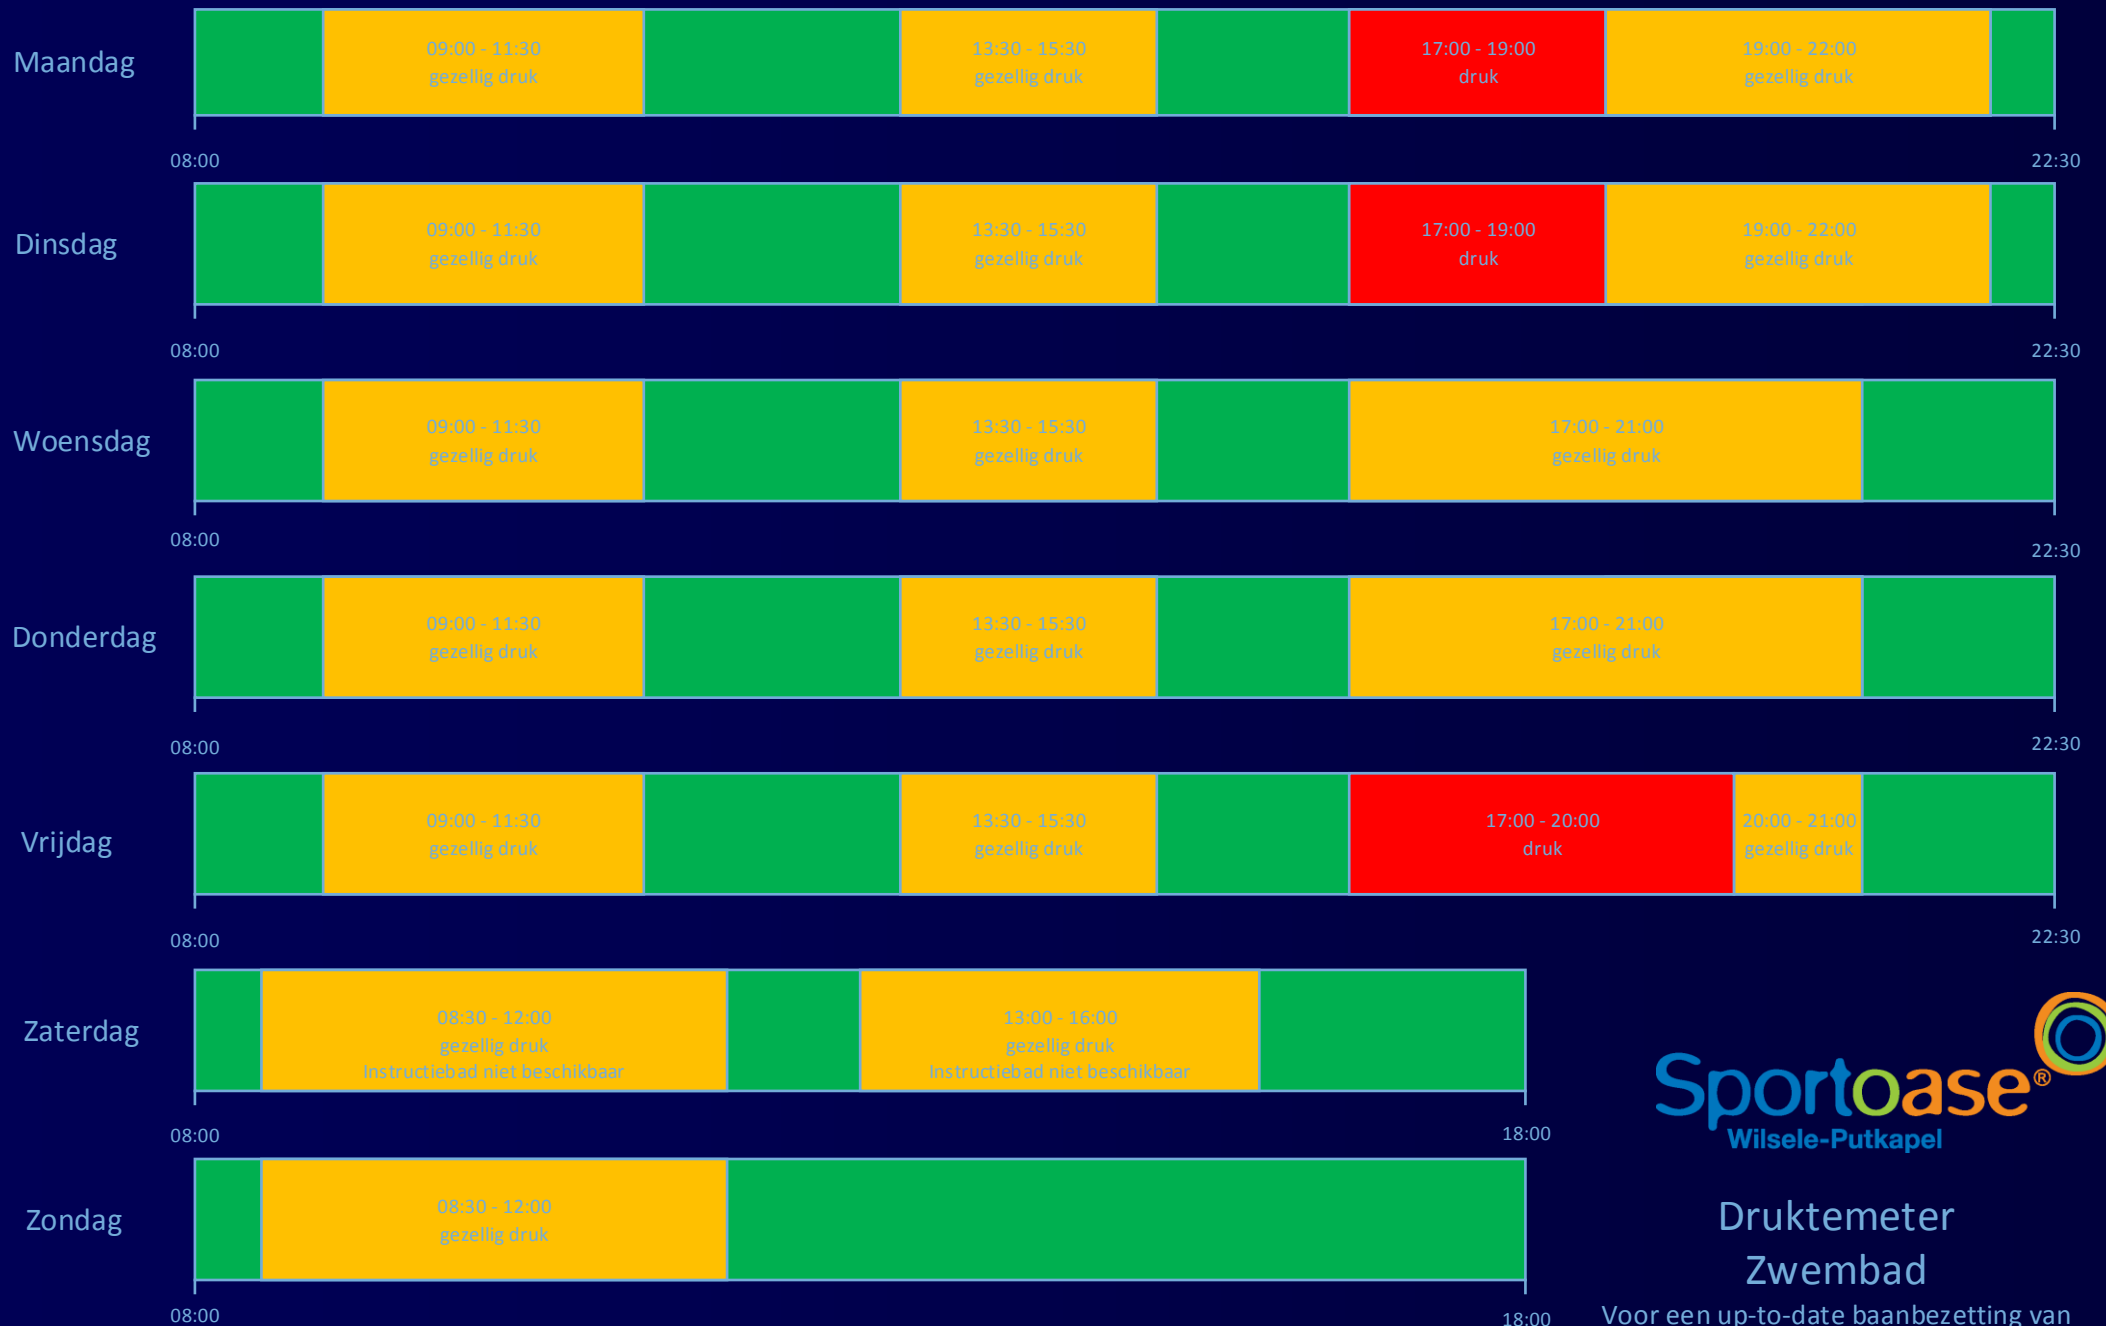 Maandag
09:00 - 11:30
gezellig druk
13:30 - 15:30
gezellig druk
17:00 - 19:00
druk
19:00 - 22:00
gezellig druk
08:00
22:30
Dinsdag
09:00 - 11:30
gezellig druk
13:30 - 15:30
gezellig druk
17:00 - 19:00
druk
19:00 - 22:00
gezellig druk
08:00
22:30
Woensdag
09:00 - 11:30
gezellig druk
13:30 - 15:30
gezellig druk
17:00 - 21:00
gezellig druk
08:00
22:30
Donderdag
09:00 - 11:30
gezellig druk
13:30 - 15:30
gezellig druk
17:00 - 21:00
gezellig druk
08:00
22:30
Vrijdag
09:00 - 11:30
gezellig druk
13:30 - 15:30
gezellig druk
17:00 - 20:00
druk
20:00 - 21:00
gezellig druk
08:00
22:30
Zaterdag
08:30 - 12:00
gezellig druk
Instructiebad niet beschikbaar
13:00 - 16:00
gezellig druk
Instructiebad niet beschikbaar
08:00
18:00
Zondag
08:30 - 12:00
gezellig druk
08:00
18:00
Sportoase®
Wilsele-Putkapel
Druktemeter
Zwembad
Voor een up-to-date baanbezetting van